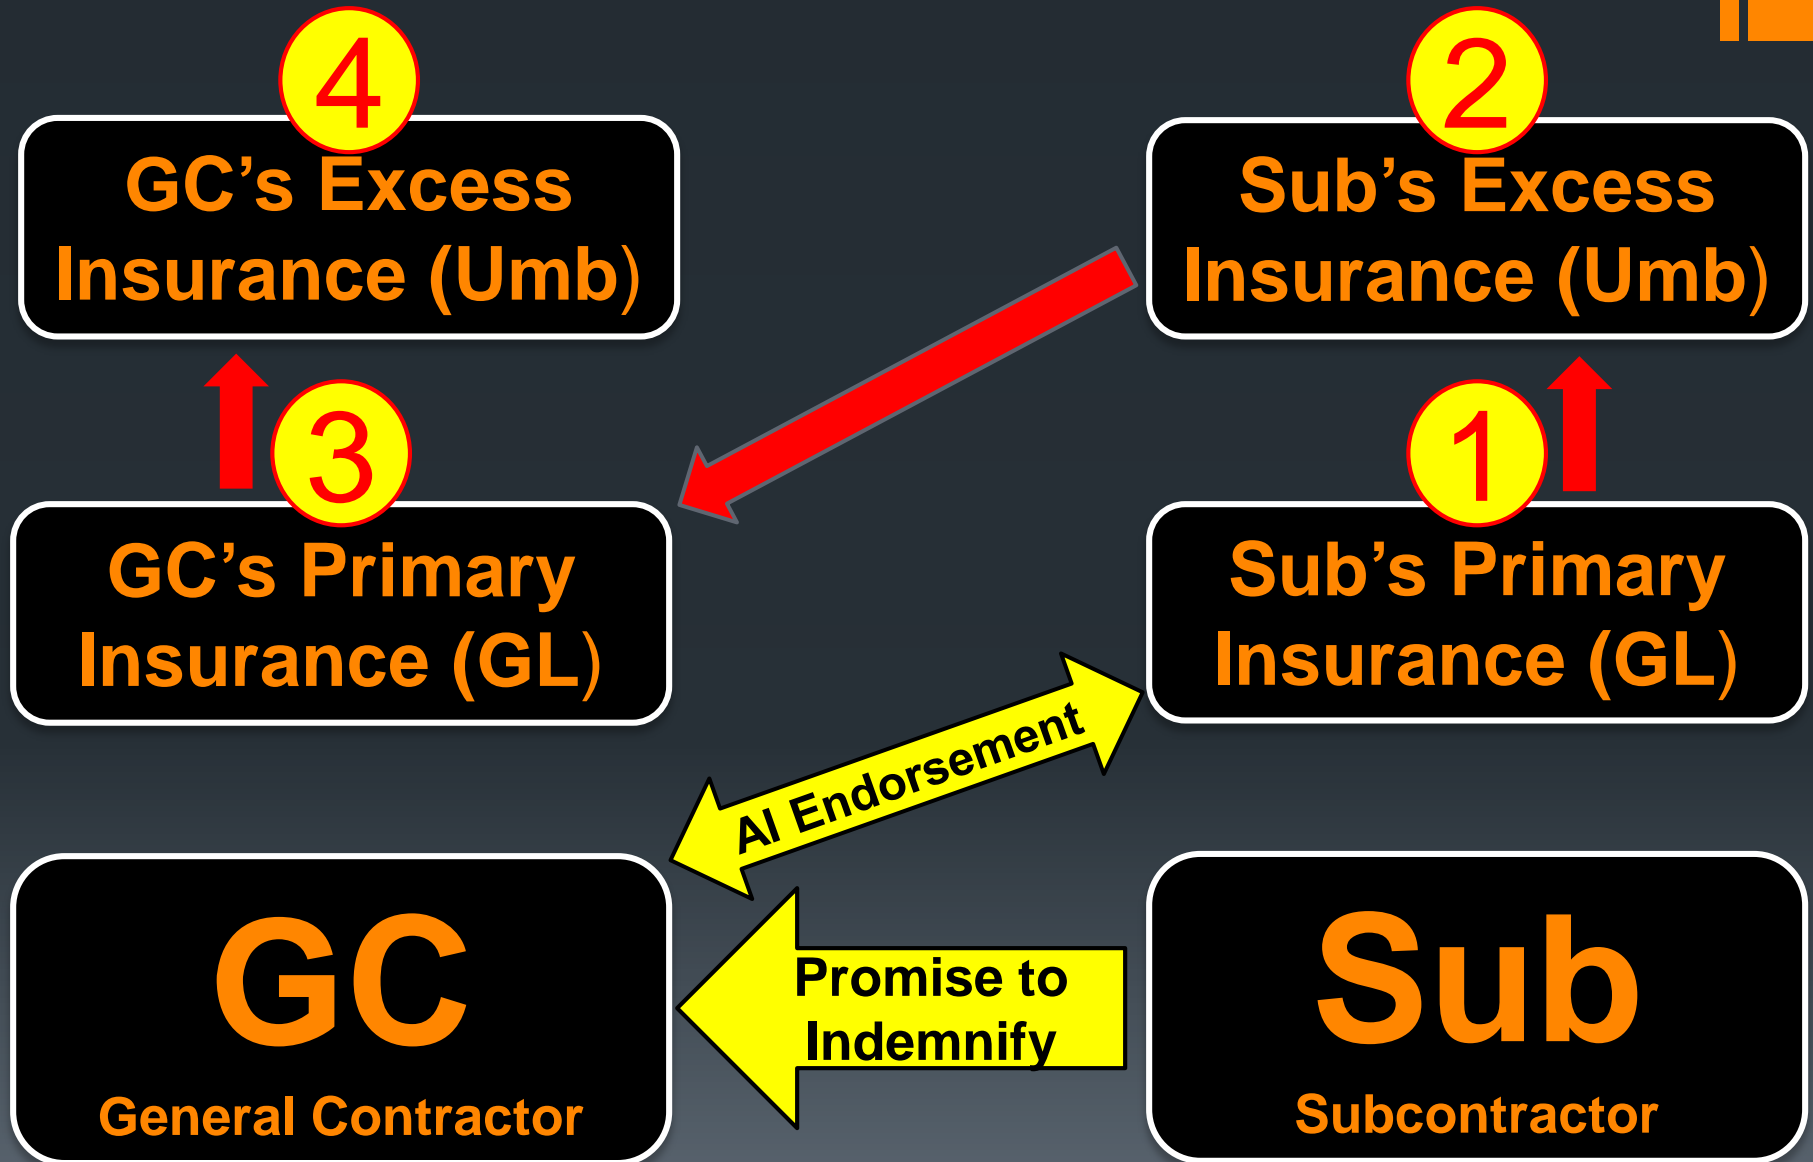 4
GC’s Excess
Insurance (Umb)
2
Sub’s Excess
Insurance (Umb)
3
GC’s Primary
Insurance (GL)
1
Sub’s Primary
Insurance (GL)
AI Endorsement
GC
General Contractor
Promise to
Indemnify
Sub
Subcontractor